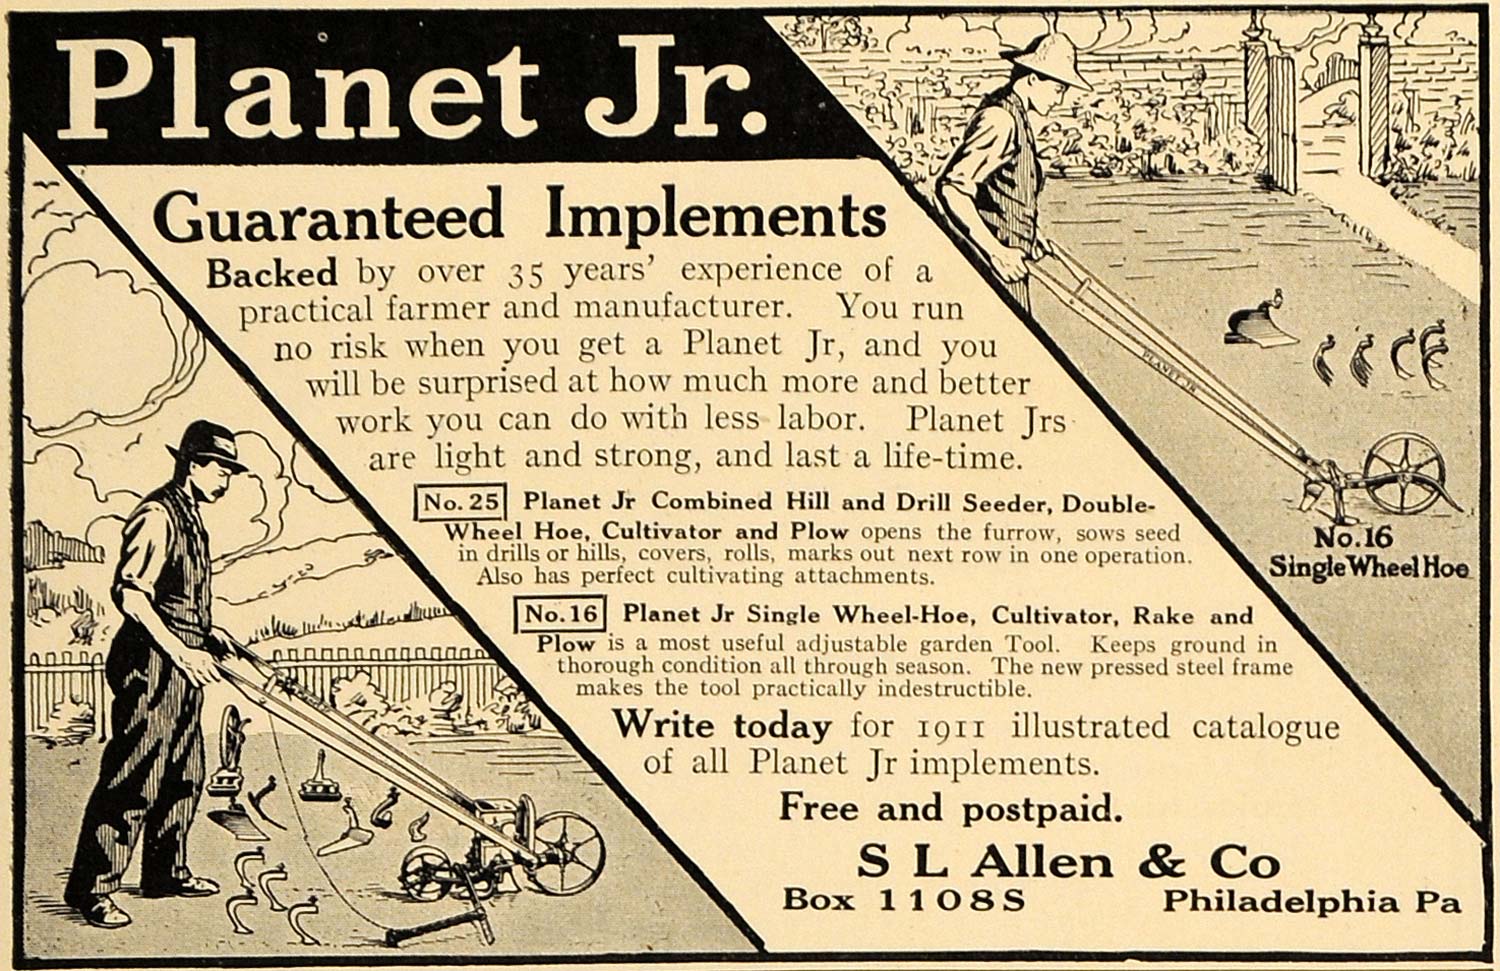 Planet Jr.
Guaranteed Implements
Backed by over 35 years' experience of a
practical farmer and manufacturer. You run
no risk when you get a Planet Jr, and you
will be surprised at how much more and better
work you can do with less labor. Planet Jrs
are light and strong, and last a life-time.
No. 25 Planet Jr Combined Hill and Drill Seeder, Double-
Wheel Hoe, Cultivator and Plow opens the furrow, sows seed
in drills or hills, covers, rolls, marks out next row in one operation.
Also has perfect cultivating attachments.
No. 16 Planet Jr Single Wheel-Hoe, Cultivator, Rake and
Plow is a most useful adjustable garden Tool. Keeps ground in
thorough condition all through season. The new pressed steel frame
makes the tool practically indestructible.
Write today for 1911 illustrated catalogue
of all Planet Jr implements.
Free and postpaid.
S L Allen & Co
Box 1108S Philadelphia Pa
PLANET JR
No. 16
Single Wheel Hoe